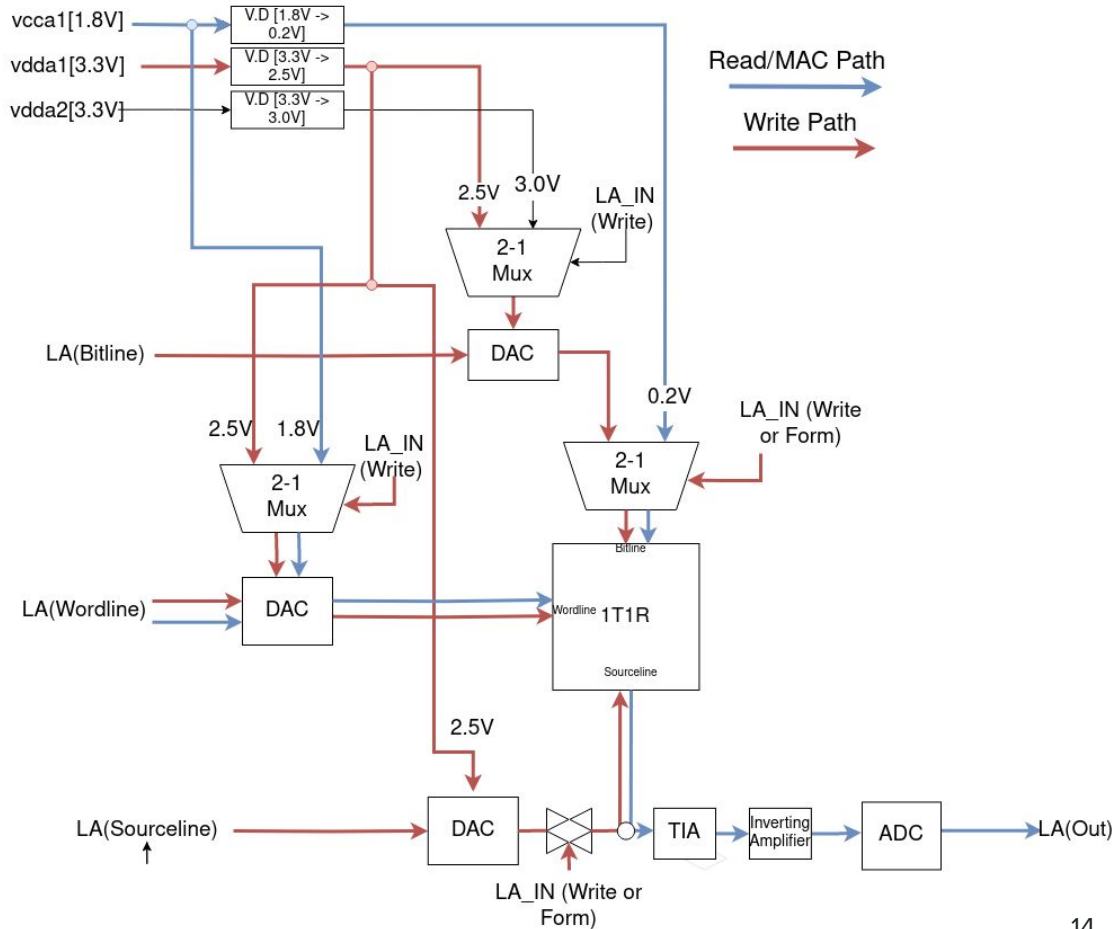 vcca1[1.8V]
V.D [1.8V ->
0.2V]
vdda1[3.3V]
V.D [3.3V ->
2.5V]
vdda2[3.3V]
V.D [3.3V ->
3.0V]
Read/MAC Path
Write Path
2.5V
3.0V
LA_IN
(Write)
2-1
Mux
LA(Bitline)
DAC
0.2V
LA_IN (Write
or Form)
2.5V
1.8V
LA_IN
(Write)
2-1
Mux
2-1
Mux
Bitline
LA(Wordline)
DAC
Wordline
1T1R
Sourceline
2.5V
LA(Sourceline)
DAC
TIA
Inverting
Amplifier
ADC
LA(Out)
LA_IN (Write or
Form)
14